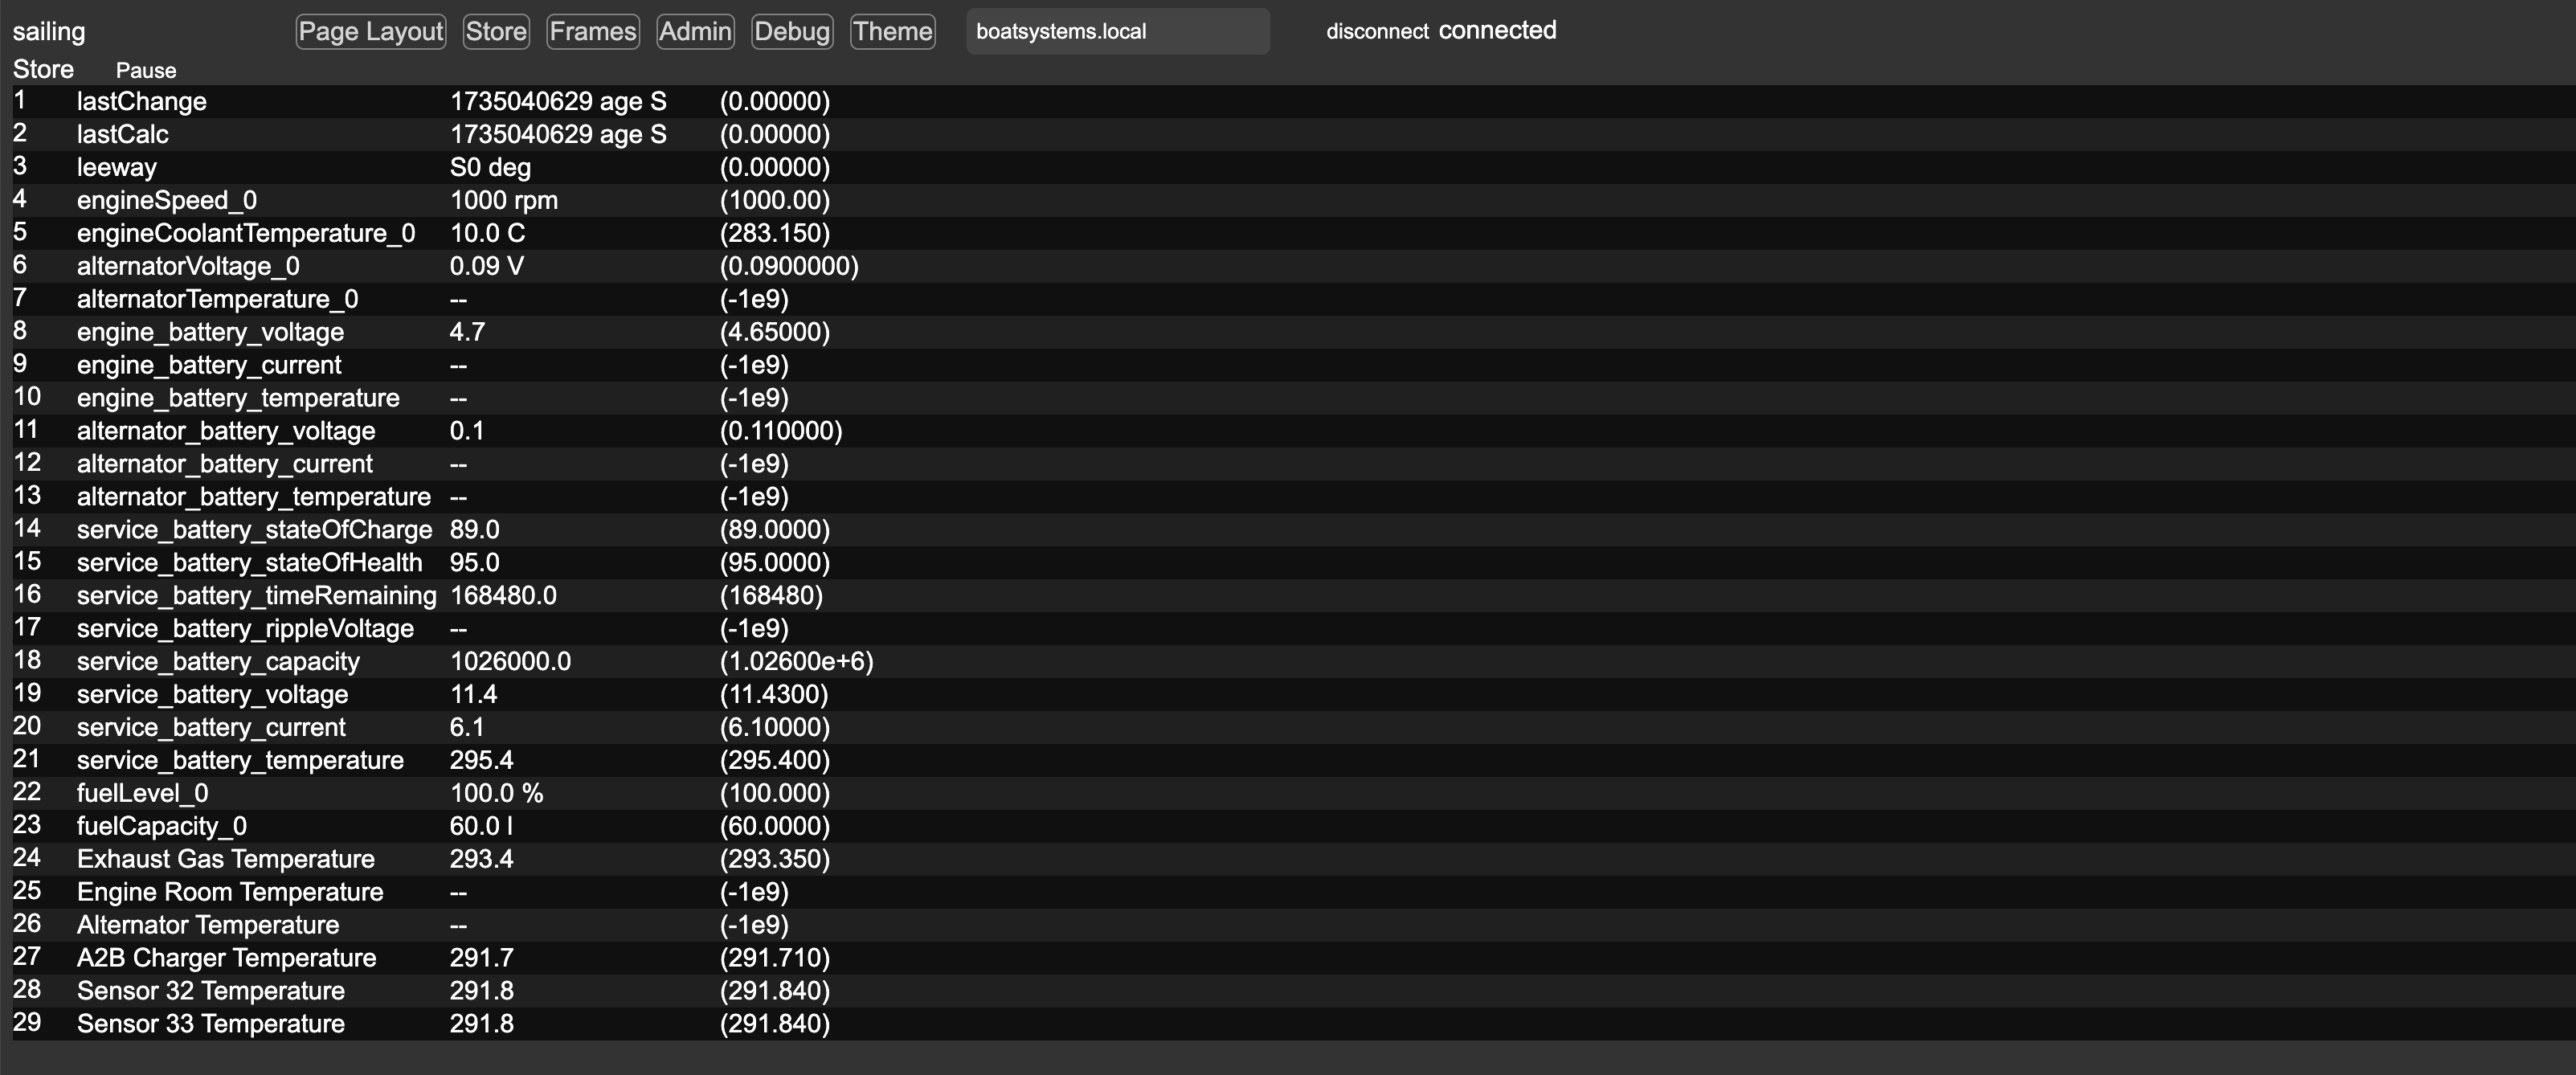 sailing Page Layout Store Frames Admin Debug Theme boatsystems.local disconnect connected
Store Pause
1 lastChange 1735040629 age S (0.00000)
2 lastCalc 1735040629 age S (0.00000)
3 leeway S0 deg (0.00000)
4 engineSpeed_0 1000 rpm (1000.00)
5 engineCoolantTemperature_0 10.0 C (283.150)
6 alternatorVoltage_0 0.09 V (0.0900000)
7 alternatorTemperature_0 -- (-1e9)
8 engine_battery_voltage 4.7 (4.65000)
9 engine_battery_current -- (-1e9)
10 engine_battery_temperature -- (-1e9)
11 alternator_battery_voltage 0.1 (0.110000)
12 alternator_battery_current -- (-1e9)
13 alternator_battery_temperature -- (-1e9)
14 service_battery_stateOfCharge 89.0 (89.0000)
15 service_battery_stateOfHealth 95.0 (95.0000)
16 service_battery_timeRemaining 168480.0 (168480)
17 service_battery_rippleVoltage -- (-1e9)
18 service_battery_capacity 1026000.0 (1.02600e+6)
19 service_battery_voltage 11.4 (11.4300)
20 service_battery_current 6.1 (6.10000)
21 service_battery_temperature 295.4 (295.400)
22 fuelLevel_0 100.0 % (100.000)
23 fuelCapacity_0 60.0 l (60.0000)
24 Exhaust Gas Temperature 293.4 (293.350)
25 Engine Room Temperature -- (-1e9)
26 Alternator Temperature -- (-1e9)
27 A2B Charger Temperature 291.7 (291.710)
28 Sensor 32 Temperature 291.8 (291.840)
29 Sensor 33 Temperature 291.8 (291.840)